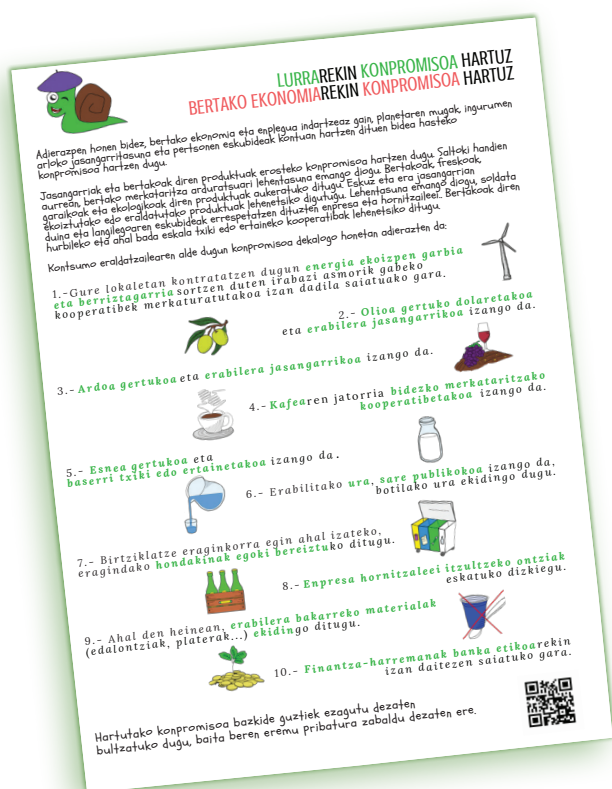 LURRAREKIN KONPROMISOA HARTUZ
BERTAKO EKONOMIAREKIN KONPROMISOA HARTUZ
Adierazpen honen bidez, bertako ekonomia eta enplegua indartzeaz gain, planetaren mugak, ingurumen
arloko jasangarritasuna eta pertsonen eskubideak kontuan hartzen dituen bidea hasteko
konpromisoa hartzen dugu.
Jasangarriak eta bertakoak diren produktuak erosteko konpromisoa hartzen dugu. Saltoki handien
aurrean, bertako merkataritza arduratsuari lehentasuna emango diogu. Bertakoak, freskoak,
garaikoak eta ekologikoak diren produktuak aukeratuko ditugu. Eskuz eta era jasangarrian
ekoiztutako edo eraldatutako produktuak lehenetsiko digutugu. Lehentasuna emango diogu, soldata
duina eta langilegoaren eskubideak errespetatzen dituzten enpresa eta hornitzaileei.. Bertakoak diren
hurbileko eta ahal bada eskala txiki edo ertaineko kooperatibak lehenetsiko ditugu.
Kontsumo eraldatzailearen alde dugun konpromisoa dekalogo honetan adierazten da:
1.-Gure lokaletan kontratatzen dugun energia ekoizpen garbia
eta berriztagarria sortzen duten irabazi asmorik gabeko
kooperatibek merkaturatutakoa izan dadila saiatuako gara.
2.- Olioa gertuko dolaretakoa
eta erabilera jasangarrikoa izango da.
3.- Ardoa gertukoa eta erabilera jasangarrikoa izango da.
4.-Kafearen jatorria bidezko merkataritzako
kooperatibetakoa izango da.
5.- Esnea gertukoa eta
baserri txiki edo ertainetakoa izango da.
6.- Erabilitako ura, sare publikokoa izango da,
botilako ura ekidingo dugu.
7.- Birtziklatze eraginkorra egin ahal izateko,
eragindako hondakinak egoki bereiztuko ditugu.
8.-Enpresa hornitzaleei itzultzeko ontziak
eskatuko dizkiegu.
9.- Ahal den heinean, erabilera bakarreko materialak
(edalontziak, platerak...) ekidingo ditugu.
10.- Finantza-harremanak banka etikoarekin
izan daitezen saiatuko gara.
Hartutako konpromisoa bazkide guztiek ezagutu dezaten
bultzatuko dugu, baita beren eremu pribatura zabaldu dezaten ere.